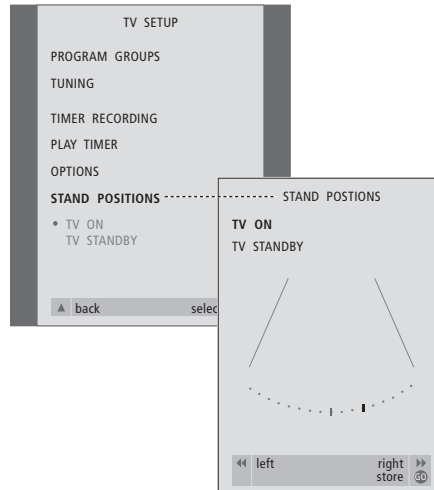 TV SETUP
PROGRAM GROUPS
TUNING
TIMER RECORDING
PLAY TIMER
OPTIONS
STAND POSITIONS
• TV ON
TV STANDBY
▲ back selec
STAND POSTIONS
TV ON
TV STANDBY
◀◀ left right ▶▶
store GO